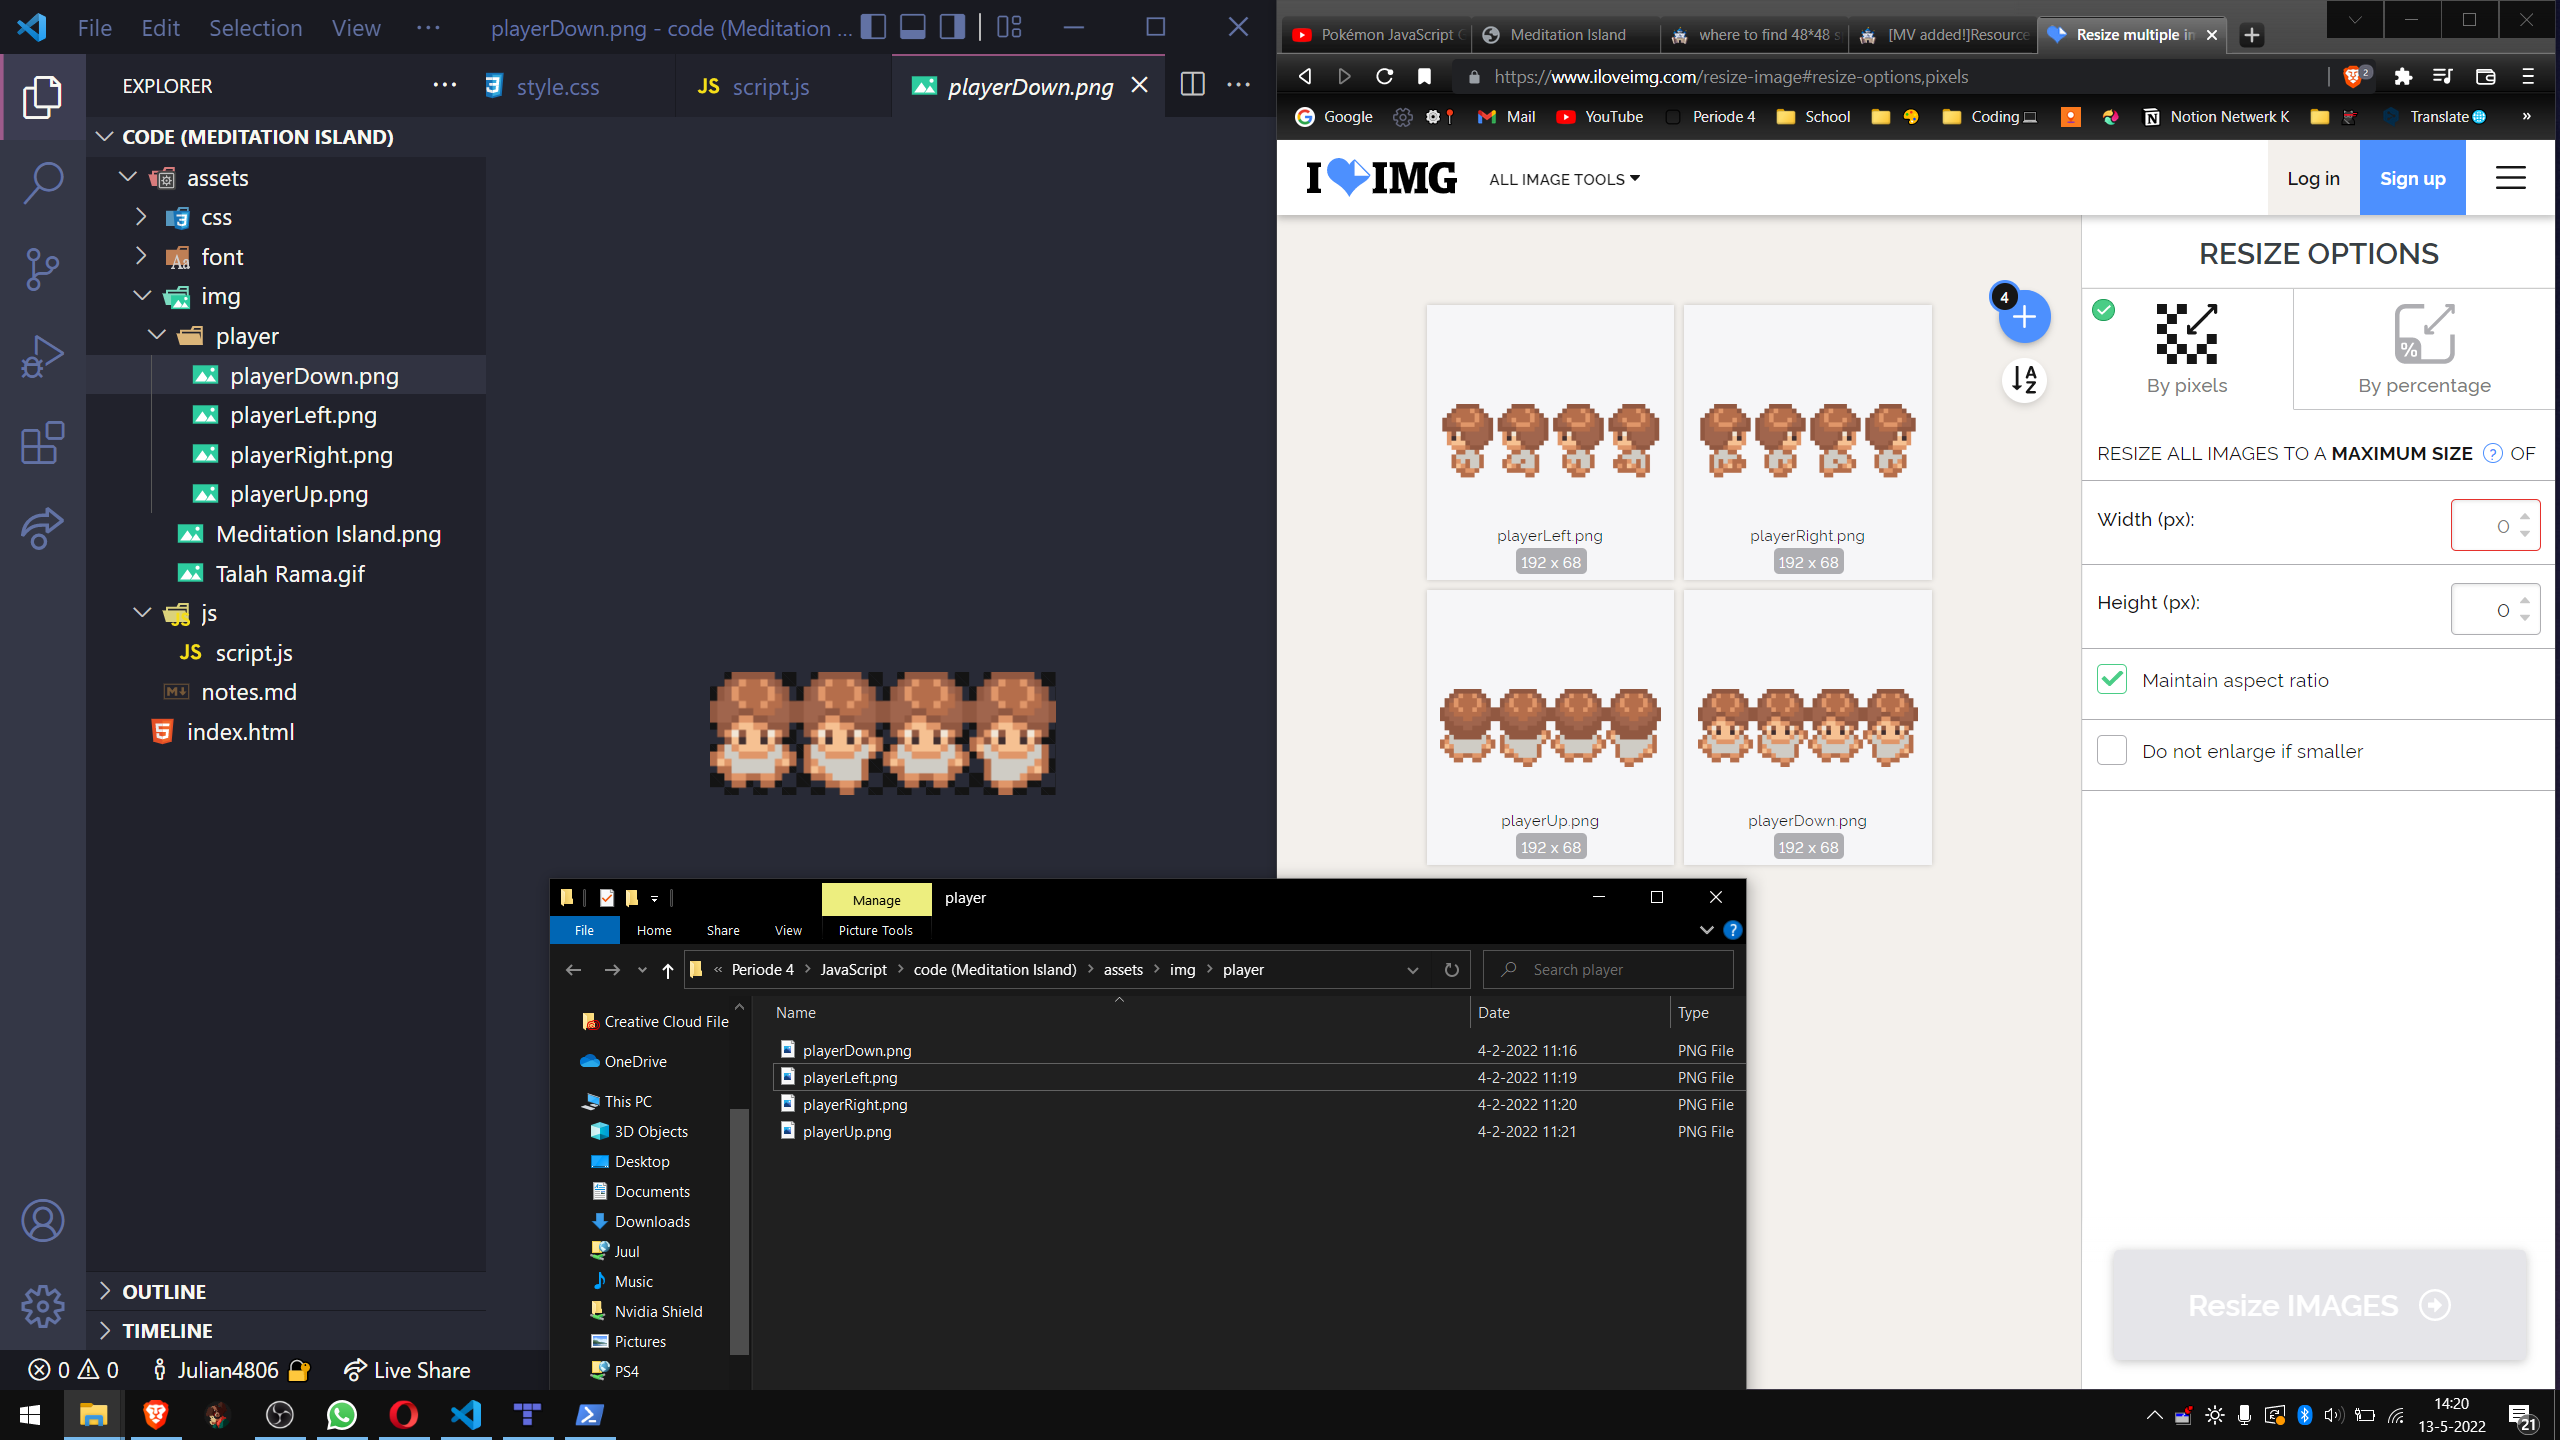 File Edit Selection View ··· playerDown.png - code (Meditation ...
EXPLORER ···
style.css
JS script.js
playerDown.png
CODE (MEDITATION ISLAND)
assets
css
font
img
player
playerDown.png
playerLeft.png
playerRight.png
playerUp.png
Meditation Island.png
Talah Rama.gif
js
JS script.js
notes.md
index.html
OUTLINE
TIMELINE
0 0 Julian4806 Live Share
Pokémon JavaScript G
Meditation Island
where to find 48*48 s
[MV added!]Resource
Resize multiple in
https://www.iloveimg.com/resize-image#resize-options,pixels
2
Google Mail YouTube Periode 4 School Coding Notion Netwerk K Translate »
I IMG
ALL IMAGE TOOLS
Log in
Sign up
4
AZ
playerLeft.png
192 x 68
playerRight.png
192 x 68
playerUp.png
192 x 68
playerDown.png
192 x 68
RESIZE OPTIONS
By pixels
%
By percentage
RESIZE ALL IMAGES TO A MAXIMUM SIZE ? OF
Width (px): 0
Height (px): 0
Maintain aspect ratio
Do not enlarge if smaller
Resize IMAGES
Manage player
File Home Share View Picture Tools ?
« Periode 4 > JavaScript > code (Meditation Island) > assets > img > player
Search player
Creative Cloud File
OneDrive
This PC
3D Objects
Desktop
Documents
Downloads
Juul
Music
Nvidia Shield
Pictures
PS4
Name Date Type
playerDown.png 4-2-2022 11:16 PNG File
playerLeft.png 4-2-2022 11:19 PNG File
playerRight.png 4-2-2022 11:20 PNG File
playerUp.png 4-2-2022 11:21 PNG File
14:20
13-5-2022
21